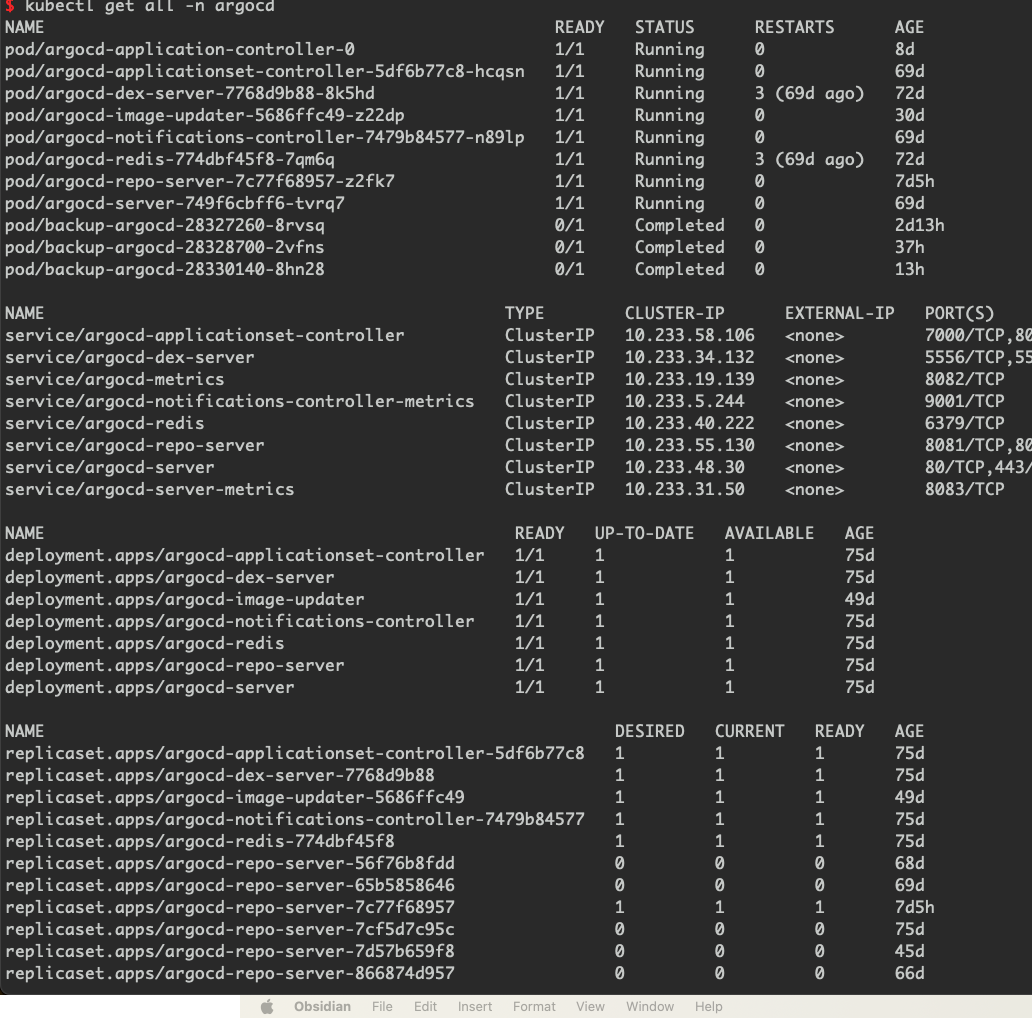 $ kubectl get all -n argocd
NAME READY STATUS RESTARTS AGE
pod/argocd-application-controller-0 1/1 Running 0 8d
pod/argocd-applicationset-controller-5df6b77c8-hcqsn 1/1 Running 0 69d
pod/argocd-dex-server-7768d9b88-8k5hd 1/1 Running 3 (69d ago) 72d
pod/argocd-image-updater-5686ffc49-z22dp 1/1 Running 0 30d
pod/argocd-notifications-controller-7479b84577-n89lp 1/1 Running 0 69d
pod/argocd-redis-774dbf45f8-7qm6q 1/1 Running 3 (69d ago) 72d
pod/argocd-repo-server-7c77f68957-z2fk7 1/1 Running 0 7d5h
pod/argocd-server-749f6cbff6-tvrq7 1/1 Running 0 69d
pod/backup-argocd-28327260-8rvsq 0/1 Completed 0 2d13h
pod/backup-argocd-28328700-2vfns 0/1 Completed 0 37h
pod/backup-argocd-28330140-8hn28 0/1 Completed 0 13h
NAME TYPE CLUSTER-IP EXTERNAL-IP PORT(S)
service/argocd-applicationset-controller ClusterIP 10.233.58.106 <none> 7000/TCP,80
service/argocd-dex-server ClusterIP 10.233.34.132 <none> 5556/TCP,55
service/argocd-metrics ClusterIP 10.233.19.139 <none> 8082/TCP
service/argocd-notifications-controller-metrics ClusterIP 10.233.5.244 <none> 9001/TCP
service/argocd-redis ClusterIP 10.233.40.222 <none> 6379/TCP
service/argocd-repo-server ClusterIP 10.233.55.130 <none> 8081/TCP,80
service/argocd-server ClusterIP 10.233.48.30 <none> 80/TCP,443/
service/argocd-server-metrics ClusterIP 10.233.31.50 <none> 8083/TCP
NAME READY UP-TO-DATE AVAILABLE AGE
deployment.apps/argocd-applicationset-controller 1/1 1 1 75d
deployment.apps/argocd-dex-server 1/1 1 1 75d
deployment.apps/argocd-image-updater 1/1 1 1 49d
deployment.apps/argocd-notifications-controller 1/1 1 1 75d
deployment.apps/argocd-redis 1/1 1 1 75d
deployment.apps/argocd-repo-server 1/1 1 1 75d
deployment.apps/argocd-server 1/1 1 1 75d
NAME DESIRED CURRENT READY AGE
replicaset.apps/argocd-applicationset-controller-5df6b77c8 1 1 1 75d
replicaset.apps/argocd-dex-server-7768d9b88 1 1 1 75d
replicaset.apps/argocd-image-updater-5686ffc49 1 1 1 49d
replicaset.apps/argocd-notifications-controller-7479b84577 1 1 1 75d
replicaset.apps/argocd-redis-774dbf45f8 1 1 1 75d
replicaset.apps/argocd-repo-server-56f76b8fdd 0 0 0 68d
replicaset.apps/argocd-repo-server-65b5858646 0 0 0 69d
replicaset.apps/argocd-repo-server-7c77f68957 1 1 1 7d5h
replicaset.apps/argocd-repo-server-7cf5d7c95c 0 0 0 75d
replicaset.apps/argocd-repo-server-7d57b659f8 0 0 0 45d
replicaset.apps/argocd-repo-server-866874d957 0 0 0 66d
Obsidian File Edit Insert Format View Window Help